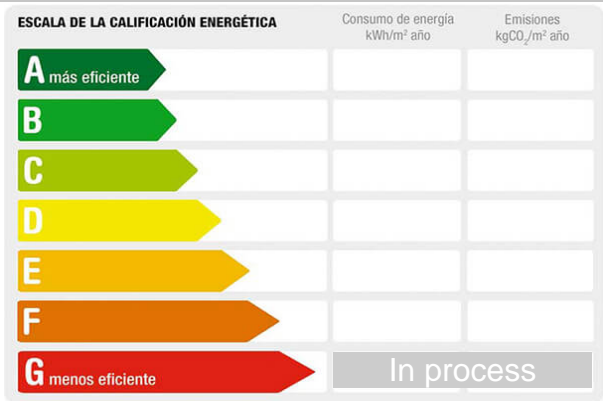 ESCALA DE LA CALIFICACIÓN ENERGÉTICA
Consumo de energía
kWh/m² año
Emisiones
kgCO₂/m² año
A más eficiente
B
C
D
E
F
G menos eficiente
In process